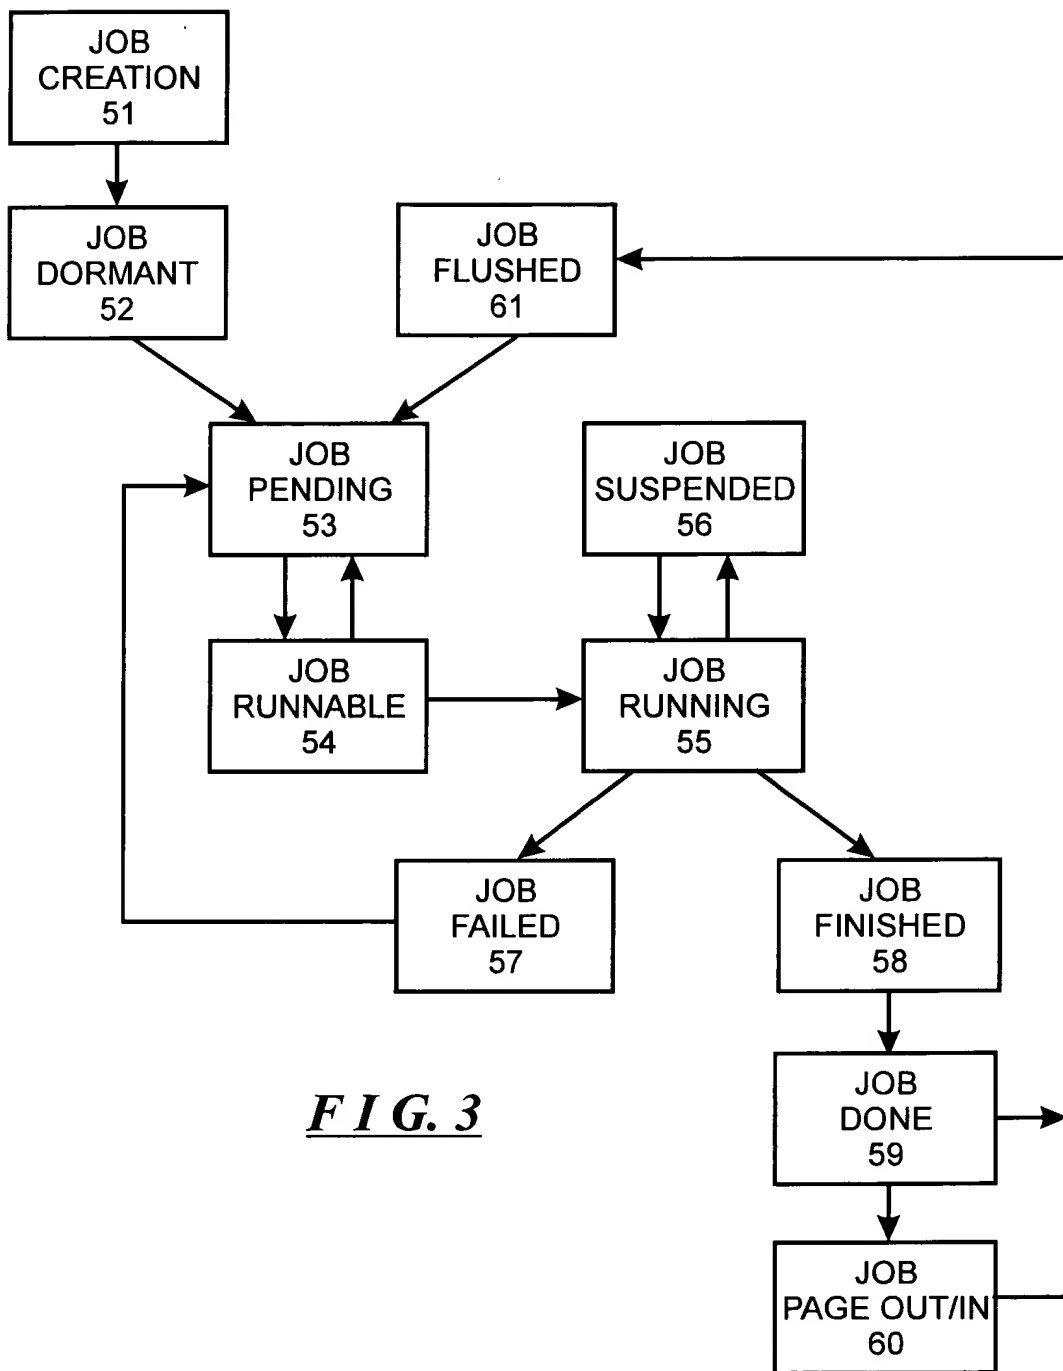 JOB
CREATION
51
JOB
DORMANT
52
JOB
FLUSHED
61
JOB
PENDING
53
JOB
SUSPENDED
56
JOB
RUNNABLE
54
JOB
RUNNING
55
JOB
FAILED
57
JOB
FINISHED
58
FIG. 3
JOB
DONE
59
JOB
PAGE OUT/IN
60